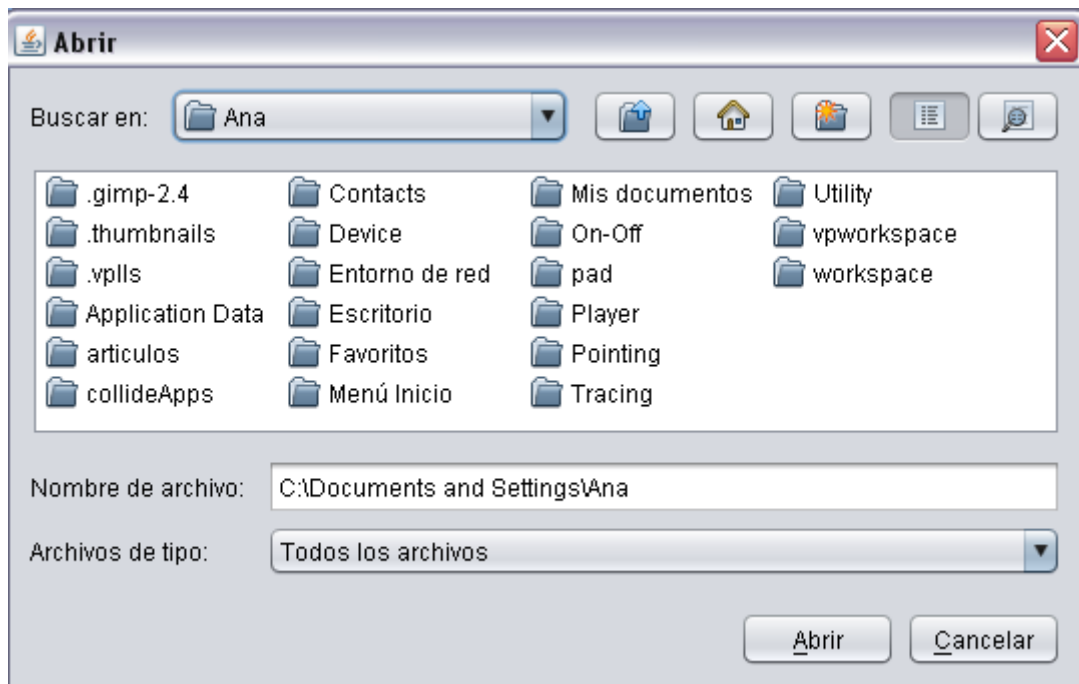 Abrir
Buscar en: Ana
.gimp-2.4 Contacts Mis documentos Utility
.thumbnails Device On-Off vpworkspace
.vplls Entorno de red pad workspace
Application Data Escritorio Player
articulos Favoritos Pointing
collideApps Menú Inicio Tracing
Nombre de archivo: C:\Documents and Settings\Ana
Archivos de tipo: Todos los archivos
Abrir Cancelar